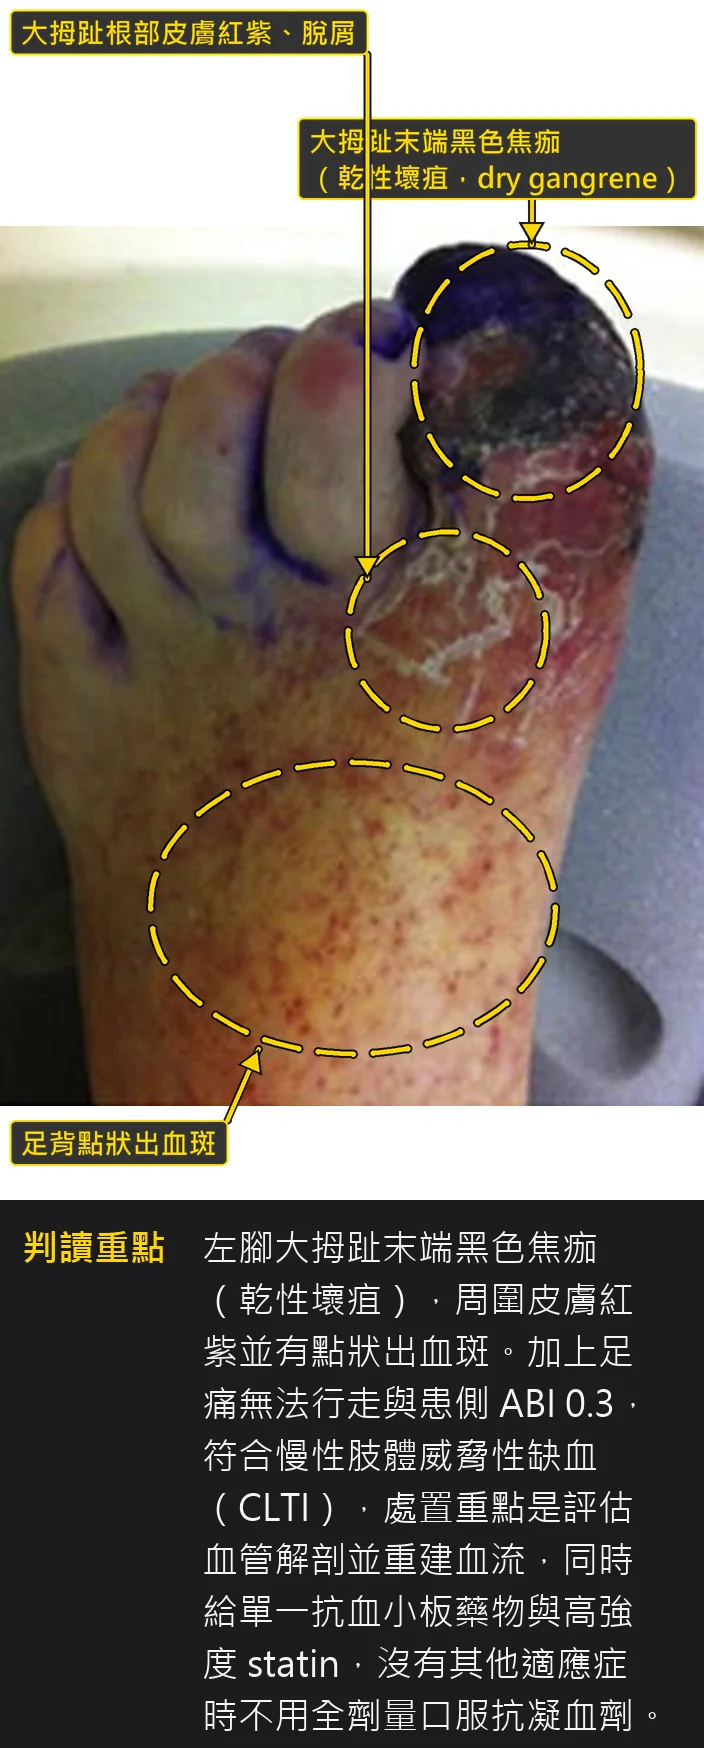 大拇趾根部皮膚紅紫、脫屑
大拇趾末端黑色焦痂
（乾性壞疽，dry gangrene）
足背點狀出血斑
判讀重點
左腳大拇趾末端黑色焦痂
（乾性壞疽），周圍皮膚紅
紫並有點狀出血斑。加上足
痛無法行走與患側 ABI 0.3，
符合慢性肢體威脅性缺血
（CLTI），處置重點是評估
血管解剖並重建血流，同時
給單一抗血小板藥物與高強
度 statin，沒有其他適應症
時不用全劑量口服抗凝血劑。